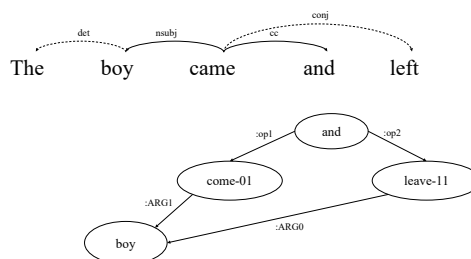 conj
det nsubj cc
The boy came and left
and
:op1 :op2
come-01 leave-11
:ARG1
:ARG0
boy